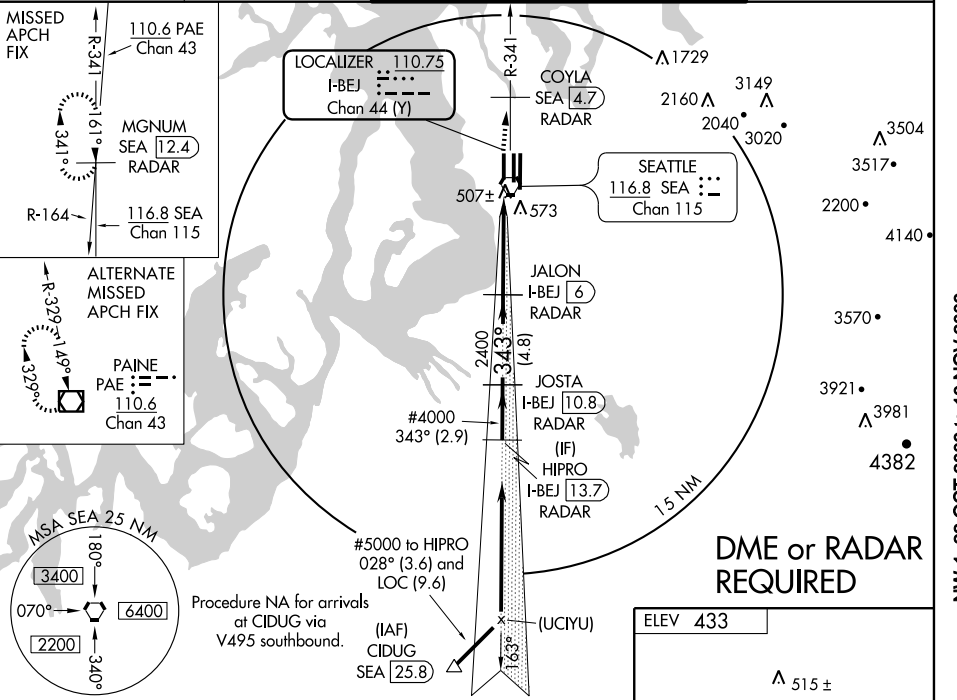 MISSED
APCH
FIX
R-341
110.6 PAE
Chan 43
161°
341°
MGNUM
SEA 12.4
RADAR
R-164
116.8 SEA
Chan 115
ALTERNATE
MISSED
APCH FIX
R-329
149°
329°
PAINE
PAE
110.6
Chan 43
LOCALIZER 110.75
I-BEJ
Chan 44 (Y)
R-341
COYLA
SEA 4.7
RADAR
1729
2160
3149
2040
3020
3504
3517
2200
4140
3570
3921
3981
4382
SEATTLE
116.8 SEA
Chan 115
507±
573
JALON
I-BEJ 6
RADAR
2400
343°
(4.8)
JOSTA
I-BEJ 10.8
RADAR
#4000
343° (2.9)
(IF)
HIPRO
I-BEJ 13.7
RADAR
15 NM
#5000 to HIPRO
028° (3.6) and
LOC (9.6)
MSA SEA 25 NM
180°
3400
070°
6400
2200
340°
Procedure NA for arrivals
at CIDUG via
V495 southbound.
(IAF)
CIDUG
SEA 25.8
(UCIYU)
163°
DME or RADAR
REQUIRED
ELEV 433
515 ±